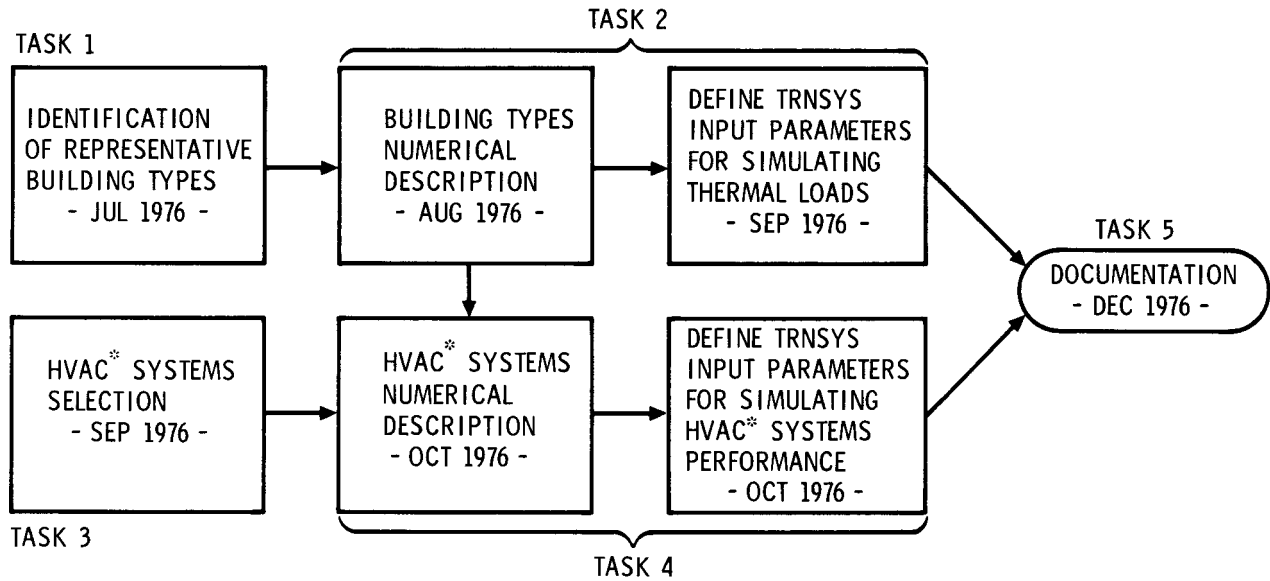 TASK 1
IDENTIFICATION
OF REPRESENTATIVE
BUILDING TYPES
- JUL 1976 -
TASK 2
BUILDING TYPES
NUMERICAL
DESCRIPTION
- AUG 1976 -
DEFINE TRNSYS
INPUT PARAMETERS
FOR SIMULATING
THERMAL LOADS
- SEP 1976 -
TASK 3
HVAC* SYSTEMS
SELECTION
- SEP 1976 -
HVAC* SYSTEMS
NUMERICAL
DESCRIPTION
- OCT 1976 -
DEFINE TRNSYS
INPUT PARAMETERS
FOR SIMULATING
HVAC* SYSTEMS
PERFORMANCE
- OCT 1976 -
TASK 4
TASK 5
DOCUMENTATION
- DEC 1976 -